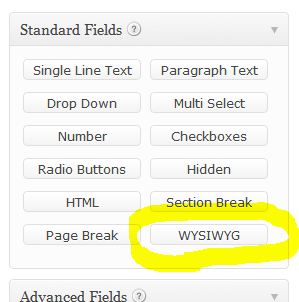 Standard Fields ?
Single Line Text Paragraph Text
Drop Down Multi Select
Number Checkboxes
Radio Buttons Hidden
HTML Section Break
Page Break WYSIWYG
Advanced Fields ?